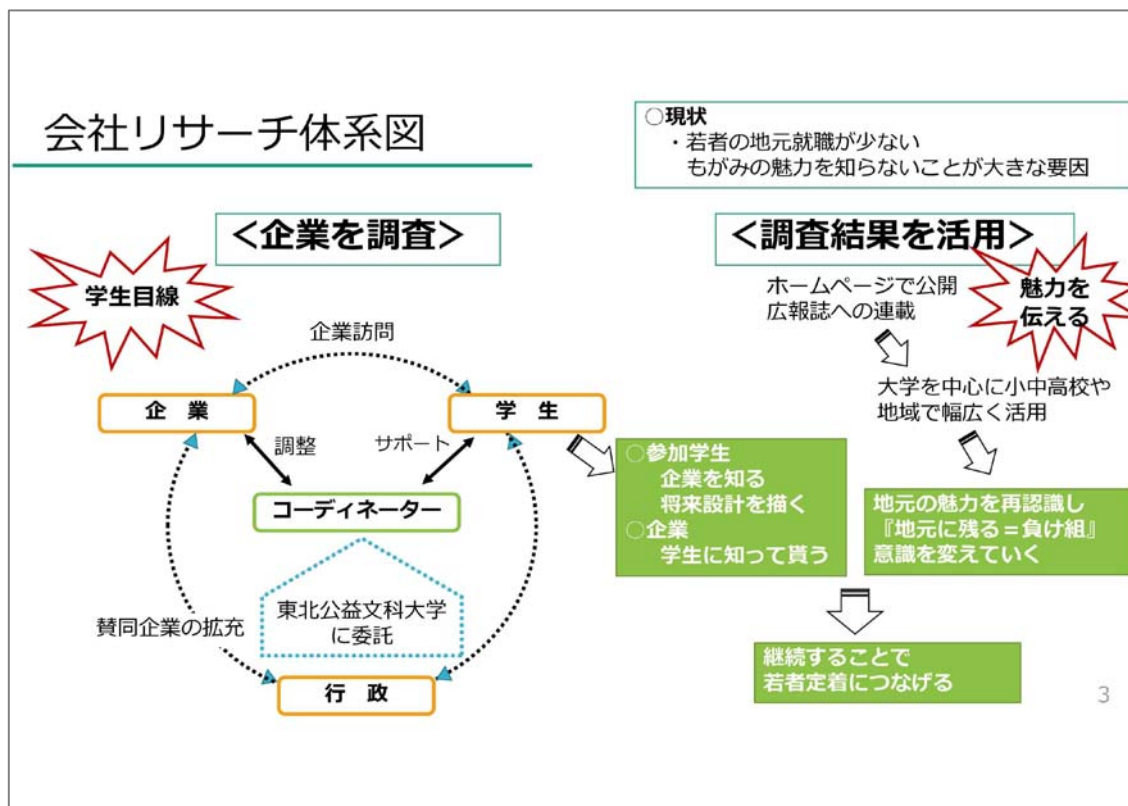 会社リサーチ体系図
○現状
・若者の地元就職が少ない
もがみの魅力を知らないことが大きな要因
＜企業を調査＞
学生目線
企業訪問
企 業
学 生
調整
サポート
コーディネーター
東北公益文科大学
に委託
賛同企業の拡充
行 政
＜調査結果を活用＞
ホームページで公開
広報誌への連載
魅力を
伝える
大学を中心に小中高校や
地域で幅広く活用
○参加学生
企業を知る
将来設計を描く
○企業
学生に知って貰う
地元の魅力を再認識し
『地元に残る＝負け組』
意識を変えていく
継続することで
若者定着につなげる
3